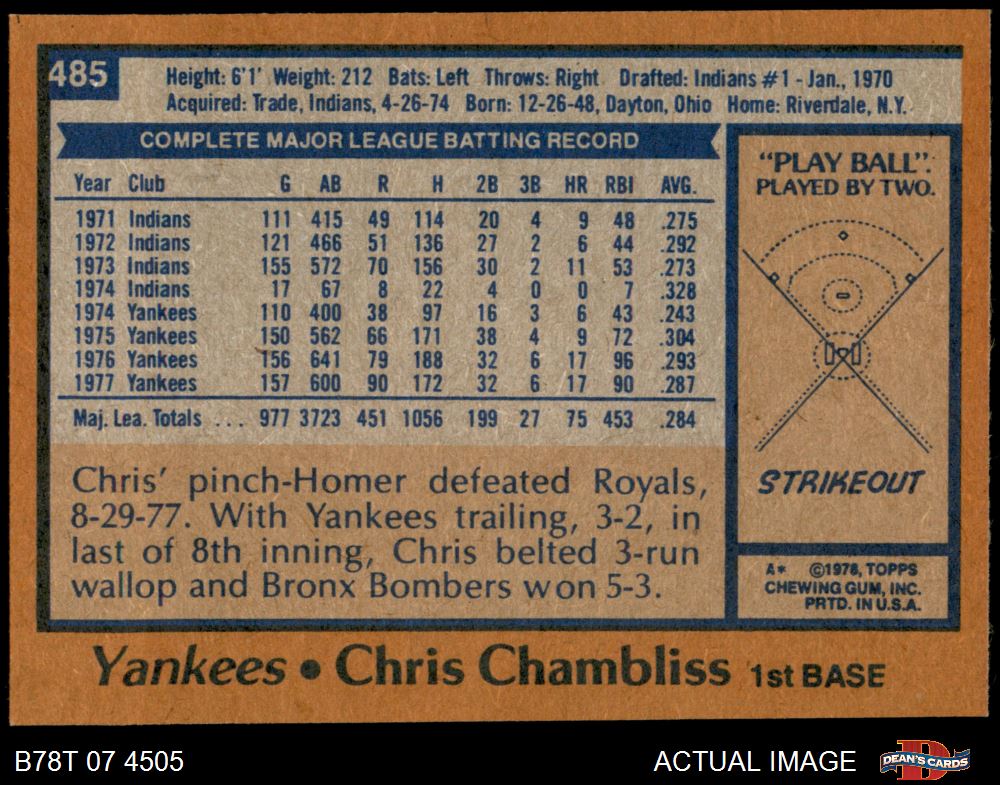 485
Height: 6'1' Weight: 212 Bats: Left Throws: Right Drafted: Indians #1 - Jan., 1970
Acquired: Trade, Indians, 4-26-74 Born: 12-26-48, Dayton, Ohio Home: Riverdale, N.Y.
COMPLETE MAJOR LEAGUE BATTING RECORD
Year Club G AB R H 2B 3B HR RBI AVG.
1971 Indians 111 415 49 114 20 4 9 48 .275
1972 Indians 121 466 51 136 27 2 6 44 .292
1973 Indians 155 572 70 156 30 2 11 53 .273
1974 Indians 17 67 8 22 4 0 0 7 .328
1974 Yankees 110 400 38 97 16 3 6 43 .243
1975 Yankees 150 562 66 171 38 4 9 72 .304
1976 Yankees 156 641 79 188 32 6 17 96 .293
1977 Yankees 157 600 90 172 32 6 17 90 .287
Maj. Lea. Totals ... 977 3723 451 1056 199 27 75 453 .284
Chris' pinch-Homer defeated Royals,
8-29-77. With Yankees trailing, 3-2, in
last of 8th inning, Chris belted 3-run
wallop and Bronx Bombers won 5-3.
"PLAY BALL":
PLAYED BY TWO.
STRIKEOUT
A* ©1978, TOPPS
CHEWING GUM, INC.
PRTD. IN U.S.A.
Yankees • Chris Chambliss 1st BASE
B78T 07 4505
ACTUAL IMAGE
D
DEAN'S CARDS